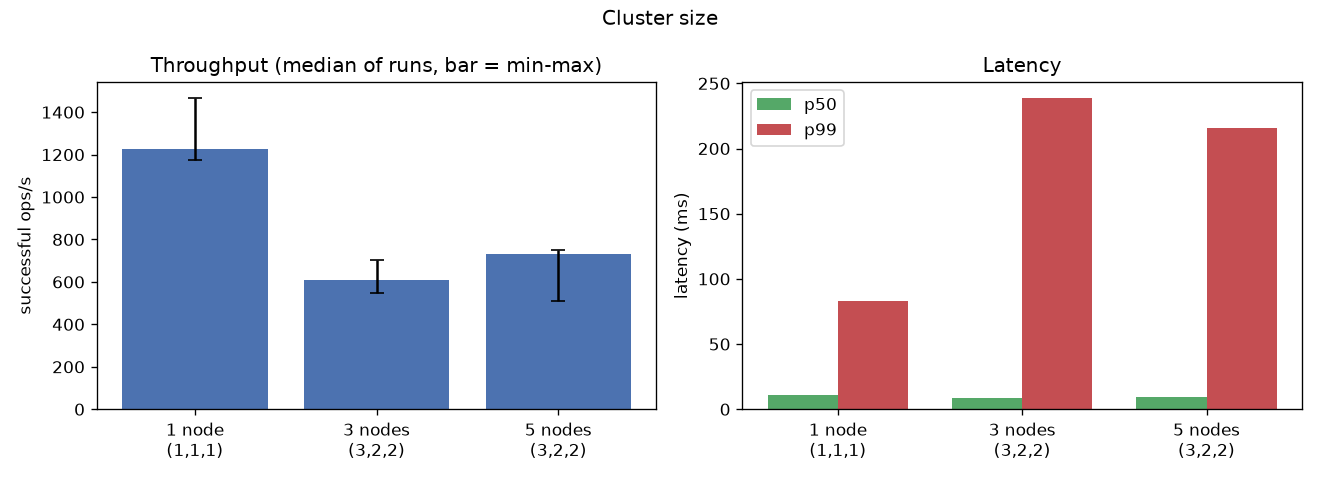 Cluster size
Throughput (median of runs, bar = min-max)
successful ops/s
1400
1200
1000
800
600
400
200
0
1 node
(1,1,1)
3 nodes
(3,2,2)
5 nodes
(3,2,2)
Latency
p50
p99
latency (ms)
250
200
150
100
50
0
1 node
(1,1,1)
3 nodes
(3,2,2)
5 nodes
(3,2,2)